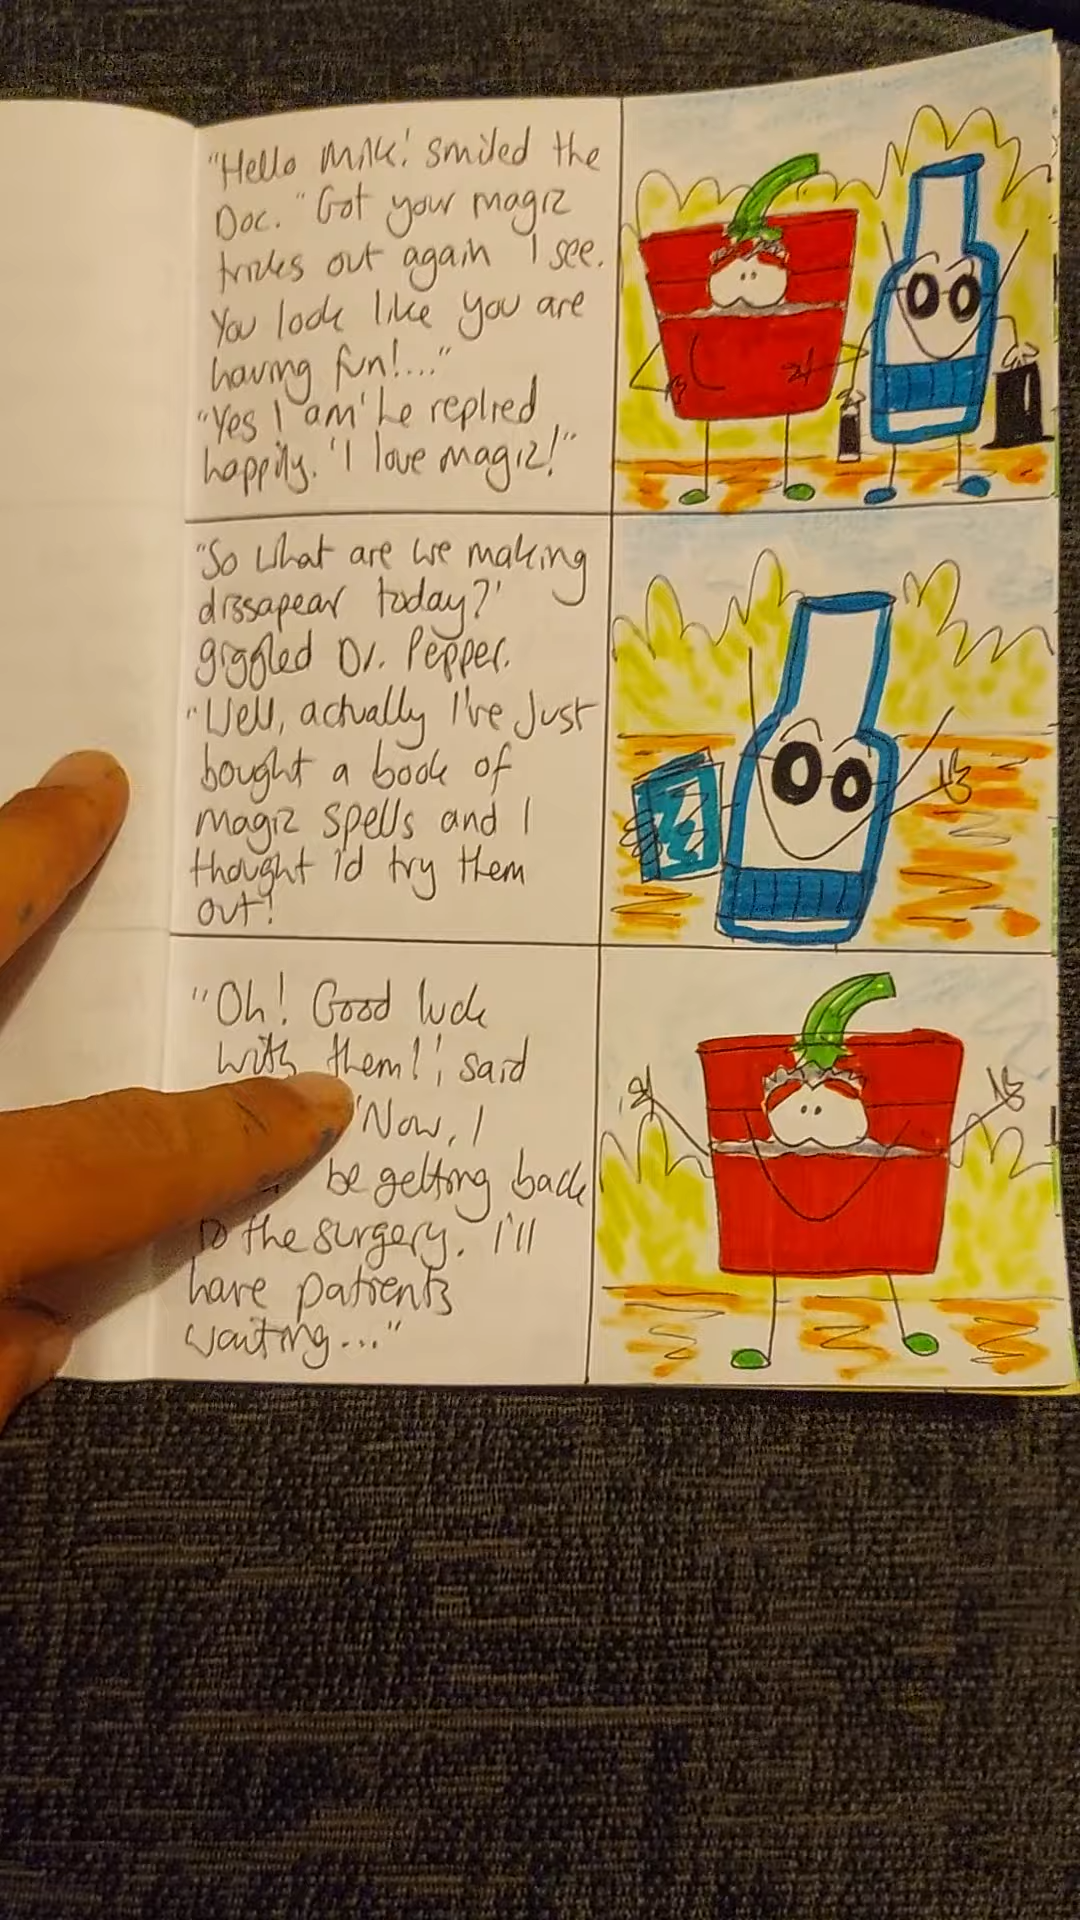 "Hello Milk!' smiled the
Doc. "Got your magic
tricks out again I see.
You look like you are
having fun!..."
"Yes I am' he replied
happily. 'I love magic!"
"So what are we making
dissapear today?'
giggled Dr. Pepper.
"Well, actually I've just
bought a book of
magic spells and I
thought I'd try them
out!
"Oh! Good luck
with them!', said
'Now, I
be getting back
to the surgery. I'll
have patients
waiting..."